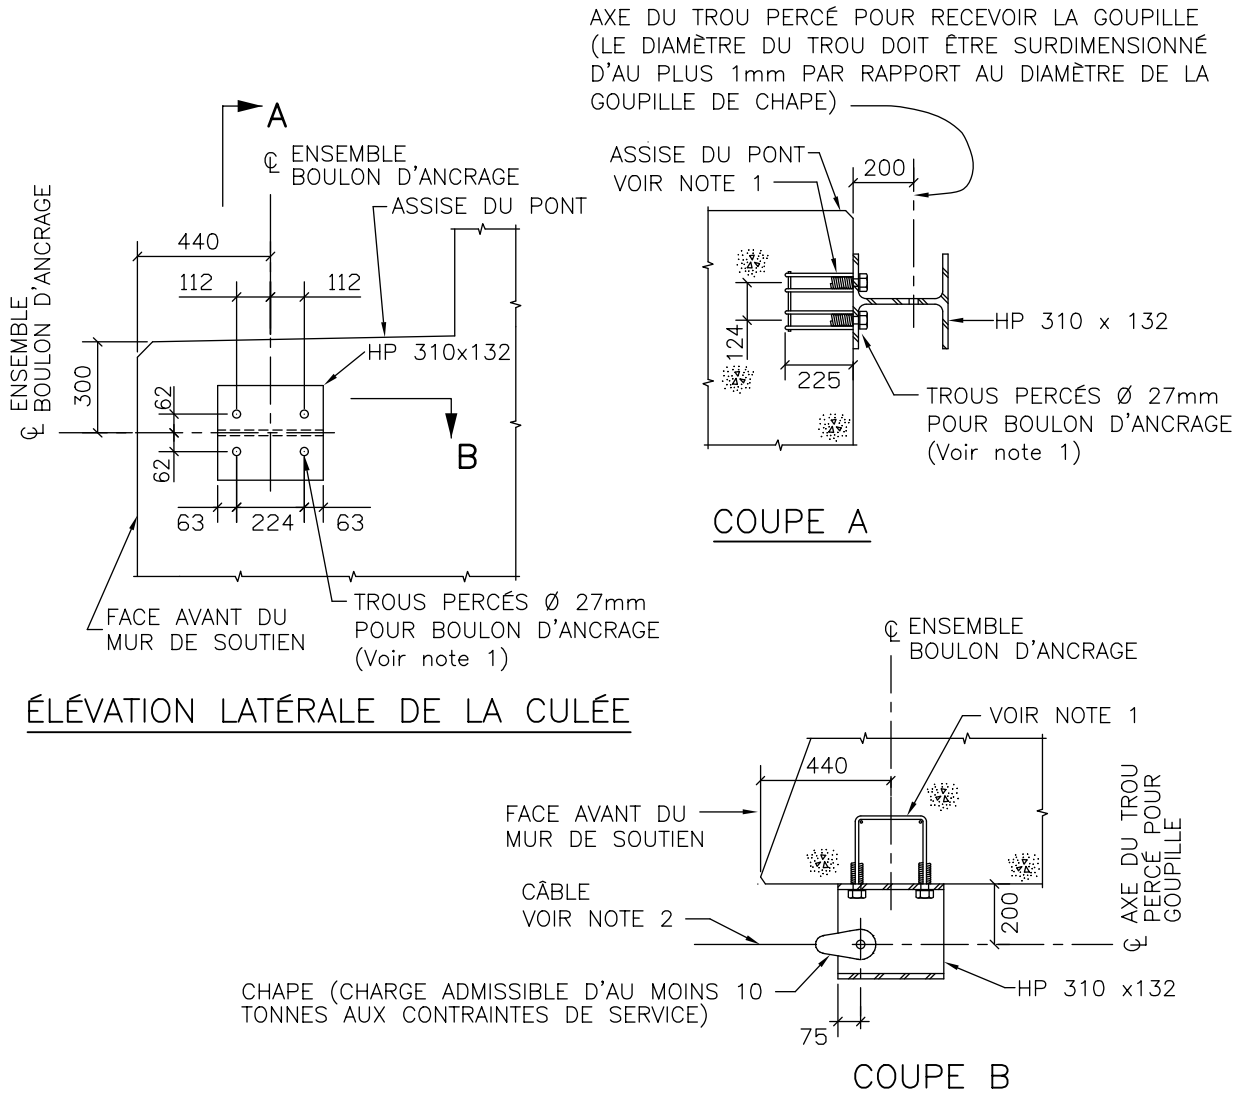 AXE DU TROU PERCÉ POUR RECEVOIR LA GOUPILLE
(LE DIAMÈTRE DU TROU DOIT ÊTRE SURDIMENSIONNÉ
D'AU PLUS 1mm PAR RAPPORT AU DIAMÈTRE DE LA
GOUPILLE DE CHAPE)
A
℄ ENSEMBLE
BOULON D'ANCRAGE
ASSISE DU PONT
440
112
112
℄ ENSEMBLE
BOULON D'ANCRAGE
300
62
62
HP 310x132
B
63
224
63
FACE AVANT DU
MUR DE SOUTIEN
TROUS PERCÉS Ø 27mm
POUR BOULON D'ANCRAGE
(Voir note 1)
ÉLÉVATION LATÉRALE DE LA CULÉE
ASSISE DU PONT
VOIR NOTE 1
200
124
225
HP 310 x 132
TROUS PERCÉS Ø 27mm
POUR BOULON D'ANCRAGE
(Voir note 1)
COUPE A
℄ ENSEMBLE
BOULON D'ANCRAGE
VOIR NOTE 1
440
FACE AVANT DU
MUR DE SOUTIEN
CÂBLE
VOIR NOTE 2
200
℄ AXE DU TROU
PERCÉ POUR
GOUPILLE
CHAPE (CHARGE ADMISSIBLE D'AU MOINS 10
TONNES AUX CONTRAINTES DE SERVICE)
HP 310 x132
75
COUPE B